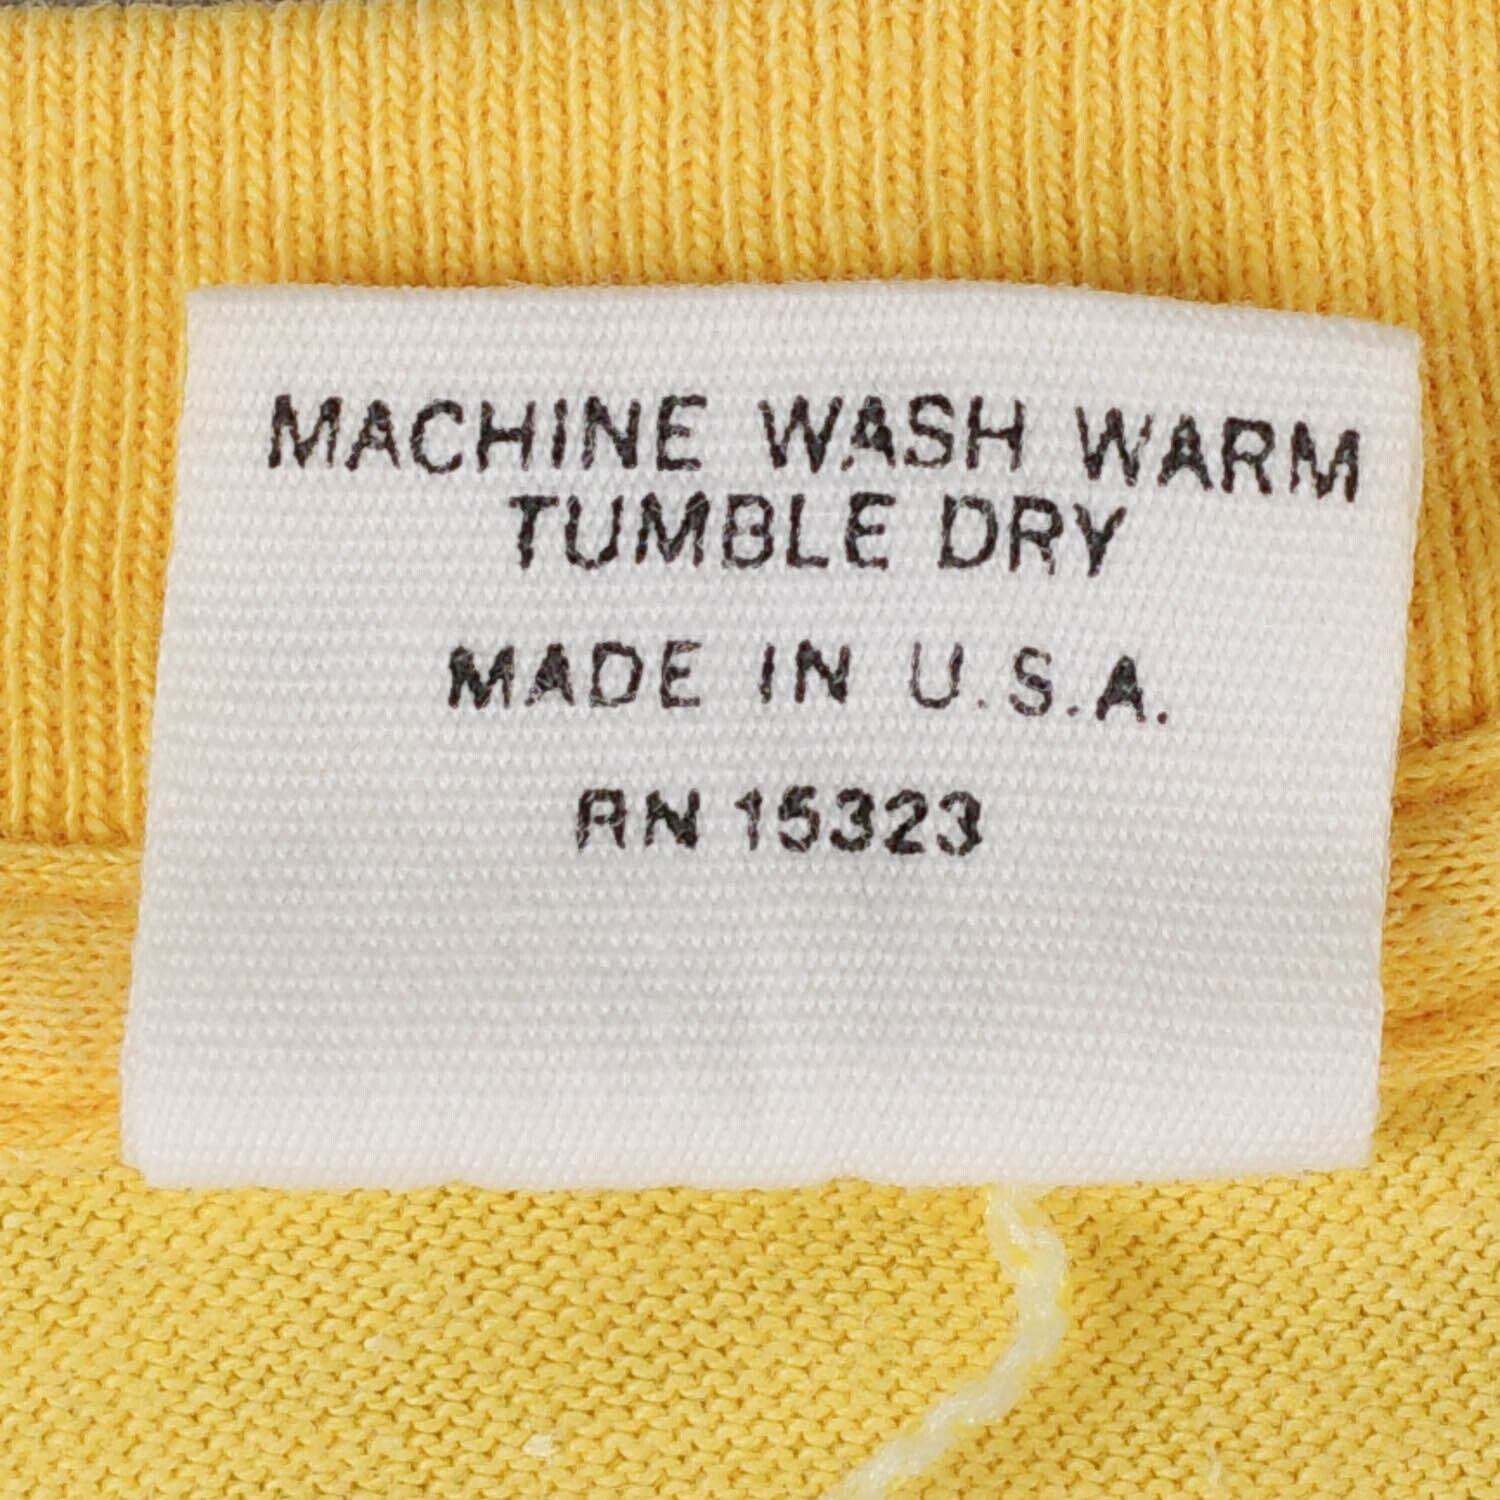 MACHINE WASH WARM
TUMBLE DRY
MADE IN U.S.A.
RN 15323